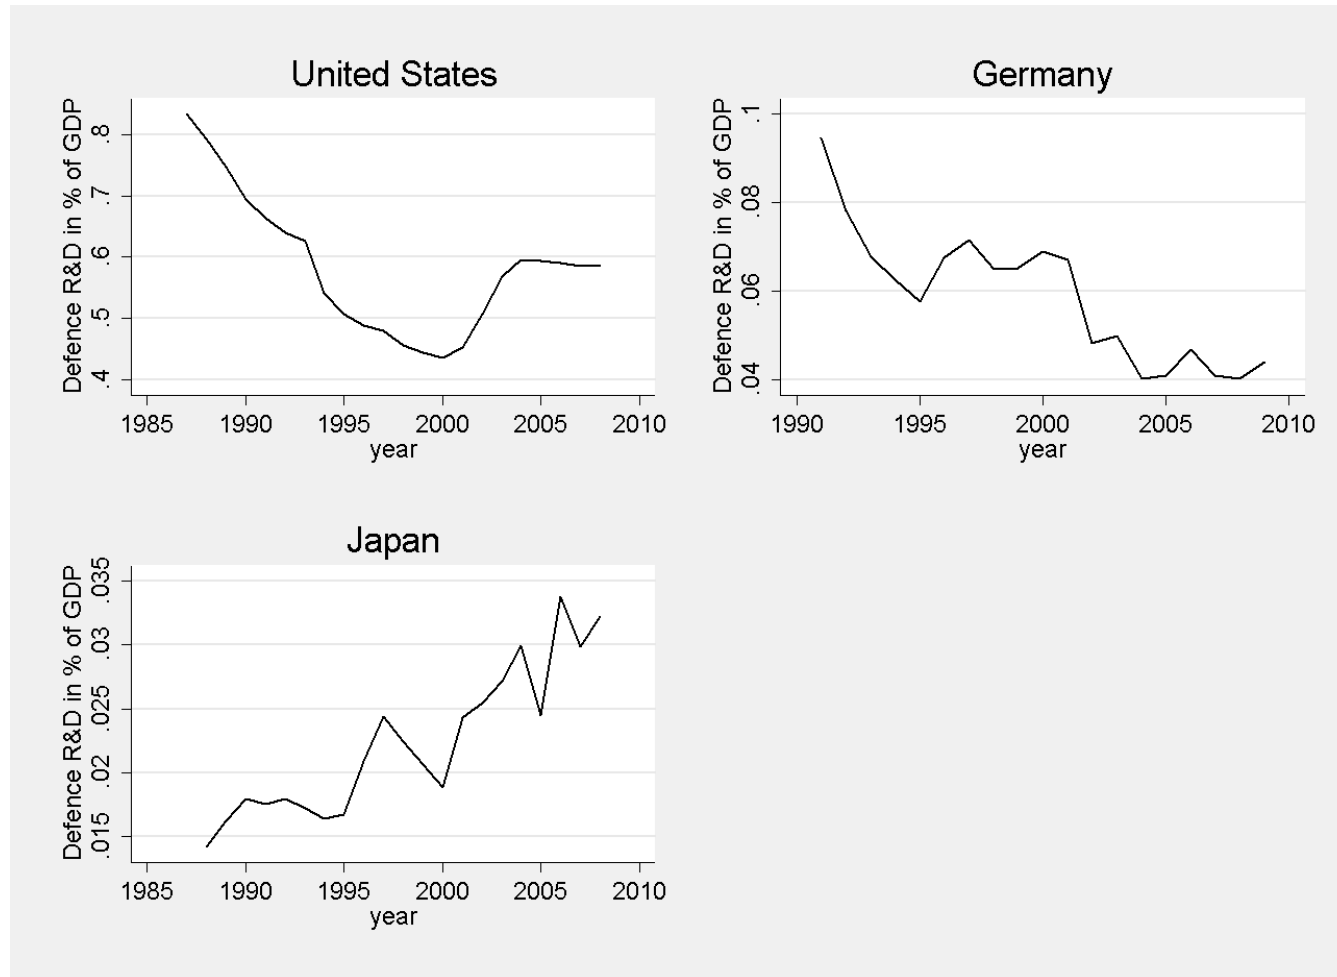 United States
Defence R&D in % of GDP
.8
.7
.6
.5
.4
1985 1990 1995 2000 2005 2010
year
Germany
Defence R&D in % of GDP
.1
.08
.06
.04
1990 1995 2000 2005 2010
year
Japan
Defence R&D in % of GDP
.035
.03
.025
.02
.015
1985 1990 1995 2000 2005 2010
year